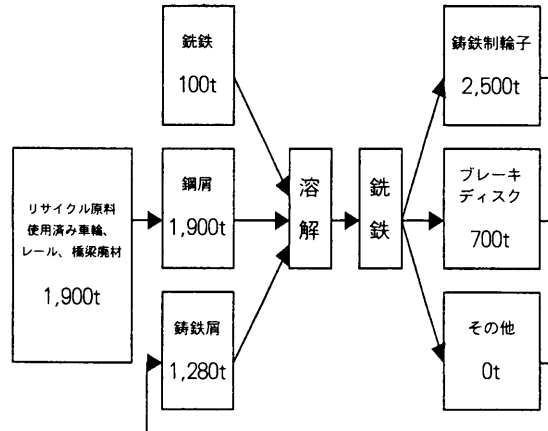 銑鉄
100t
鋳鉄制輪子
2,500t
リサイクル原料
使用済み車輪、
レール、橋梁廃材
1,900t
鋼屑
1,900t
溶解
銑鉄
ブレーキ
ディスク
700t
鋳鉄屑
1,280t
その他
0t